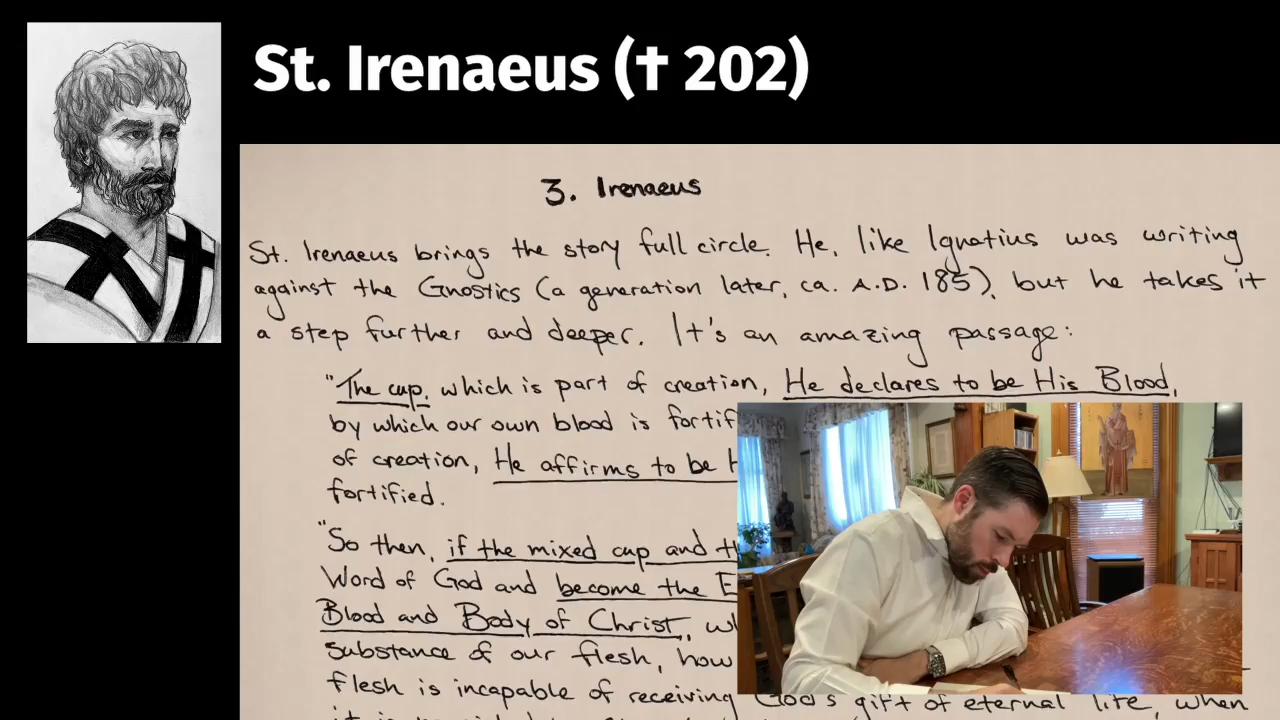 St. Irenaeus († 202)
3. Irenaeus
St. Irenaeus brings the story full circle. He, like Ignatius was writing
against the Gnostics (a generation later, ca. A.D. 185), but he takes it
a step further and deeper. It's an amazing passage:
"The cup, which is part of creation, He declares to be His Blood,
by which our own blood is fortif
of creation, He affirms to be
fortified.
"So then, if the mixed cup and th
Word of God and become the E
Blood and Body of Christ, wh
substance of our flesh, how
flesh is incapable of receiving God's gift of eternal life, when